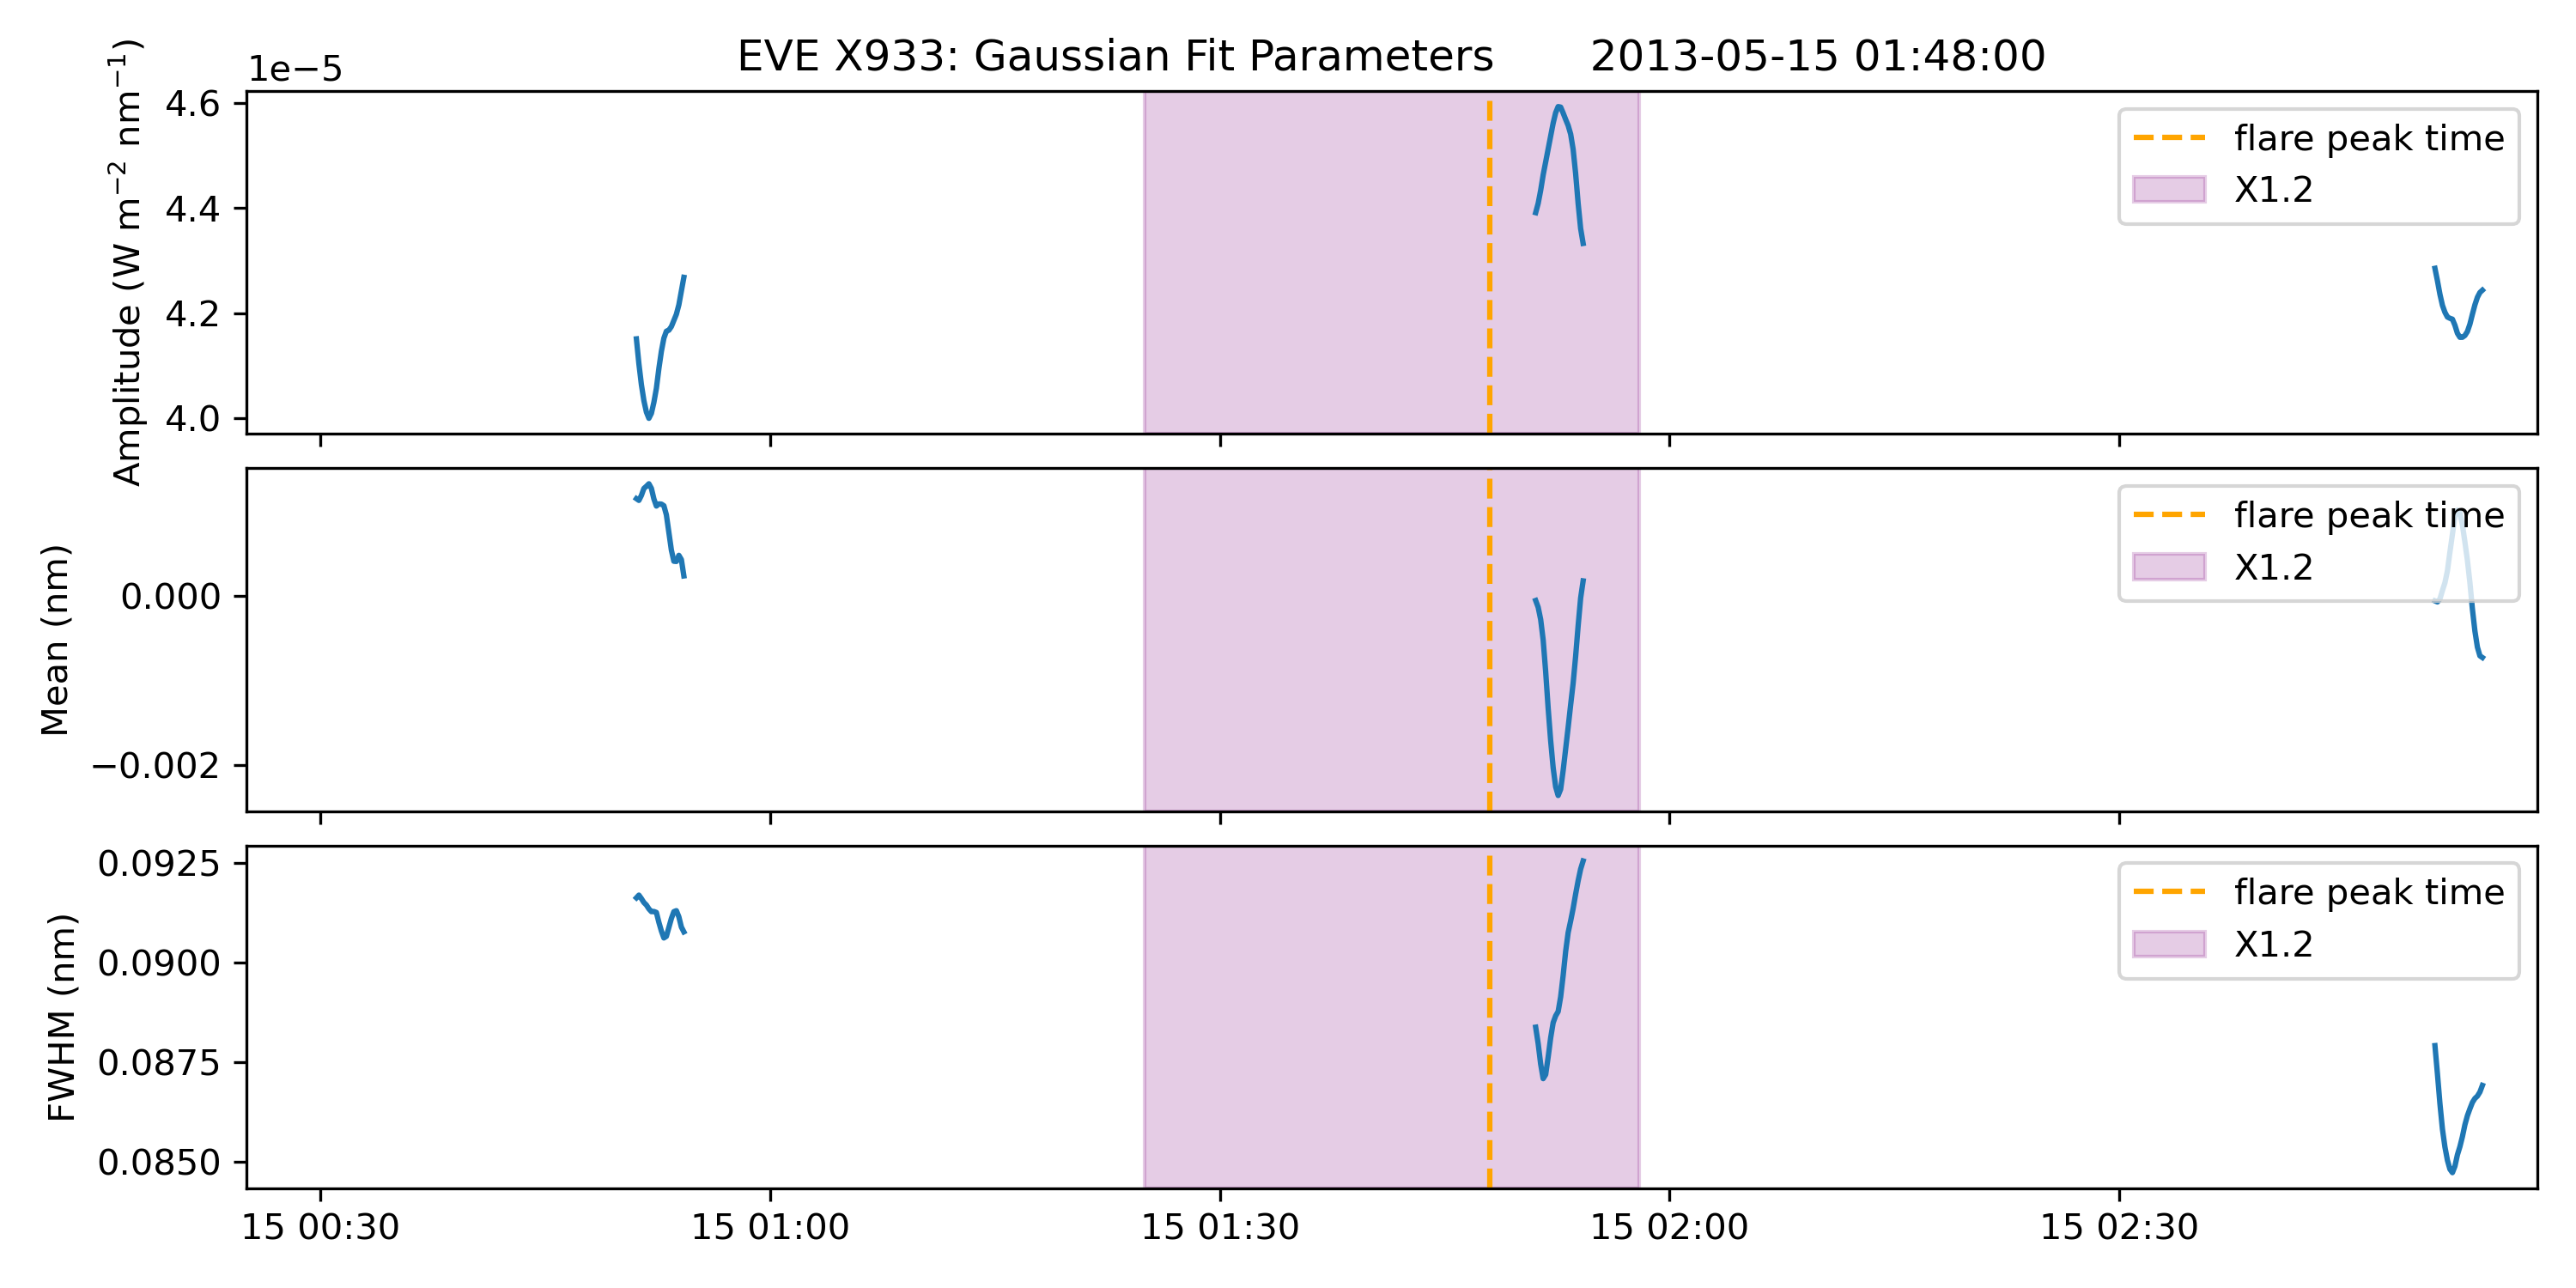 EVE X933: Gaussian Fit Parameters 2013-05-15 01:48:00
1e−5
Amplitude (W m⁻² nm⁻¹)
4.6
4.4
4.2
4.0
flare peak time
X1.2
Mean (nm)
0.000
−0.002
flare peak time
X1.2
FWHM (nm)
0.0925
0.0900
0.0875
0.0850
flare peak time
X1.2
15 00:30 15 01:00 15 01:30 15 02:00 15 02:30